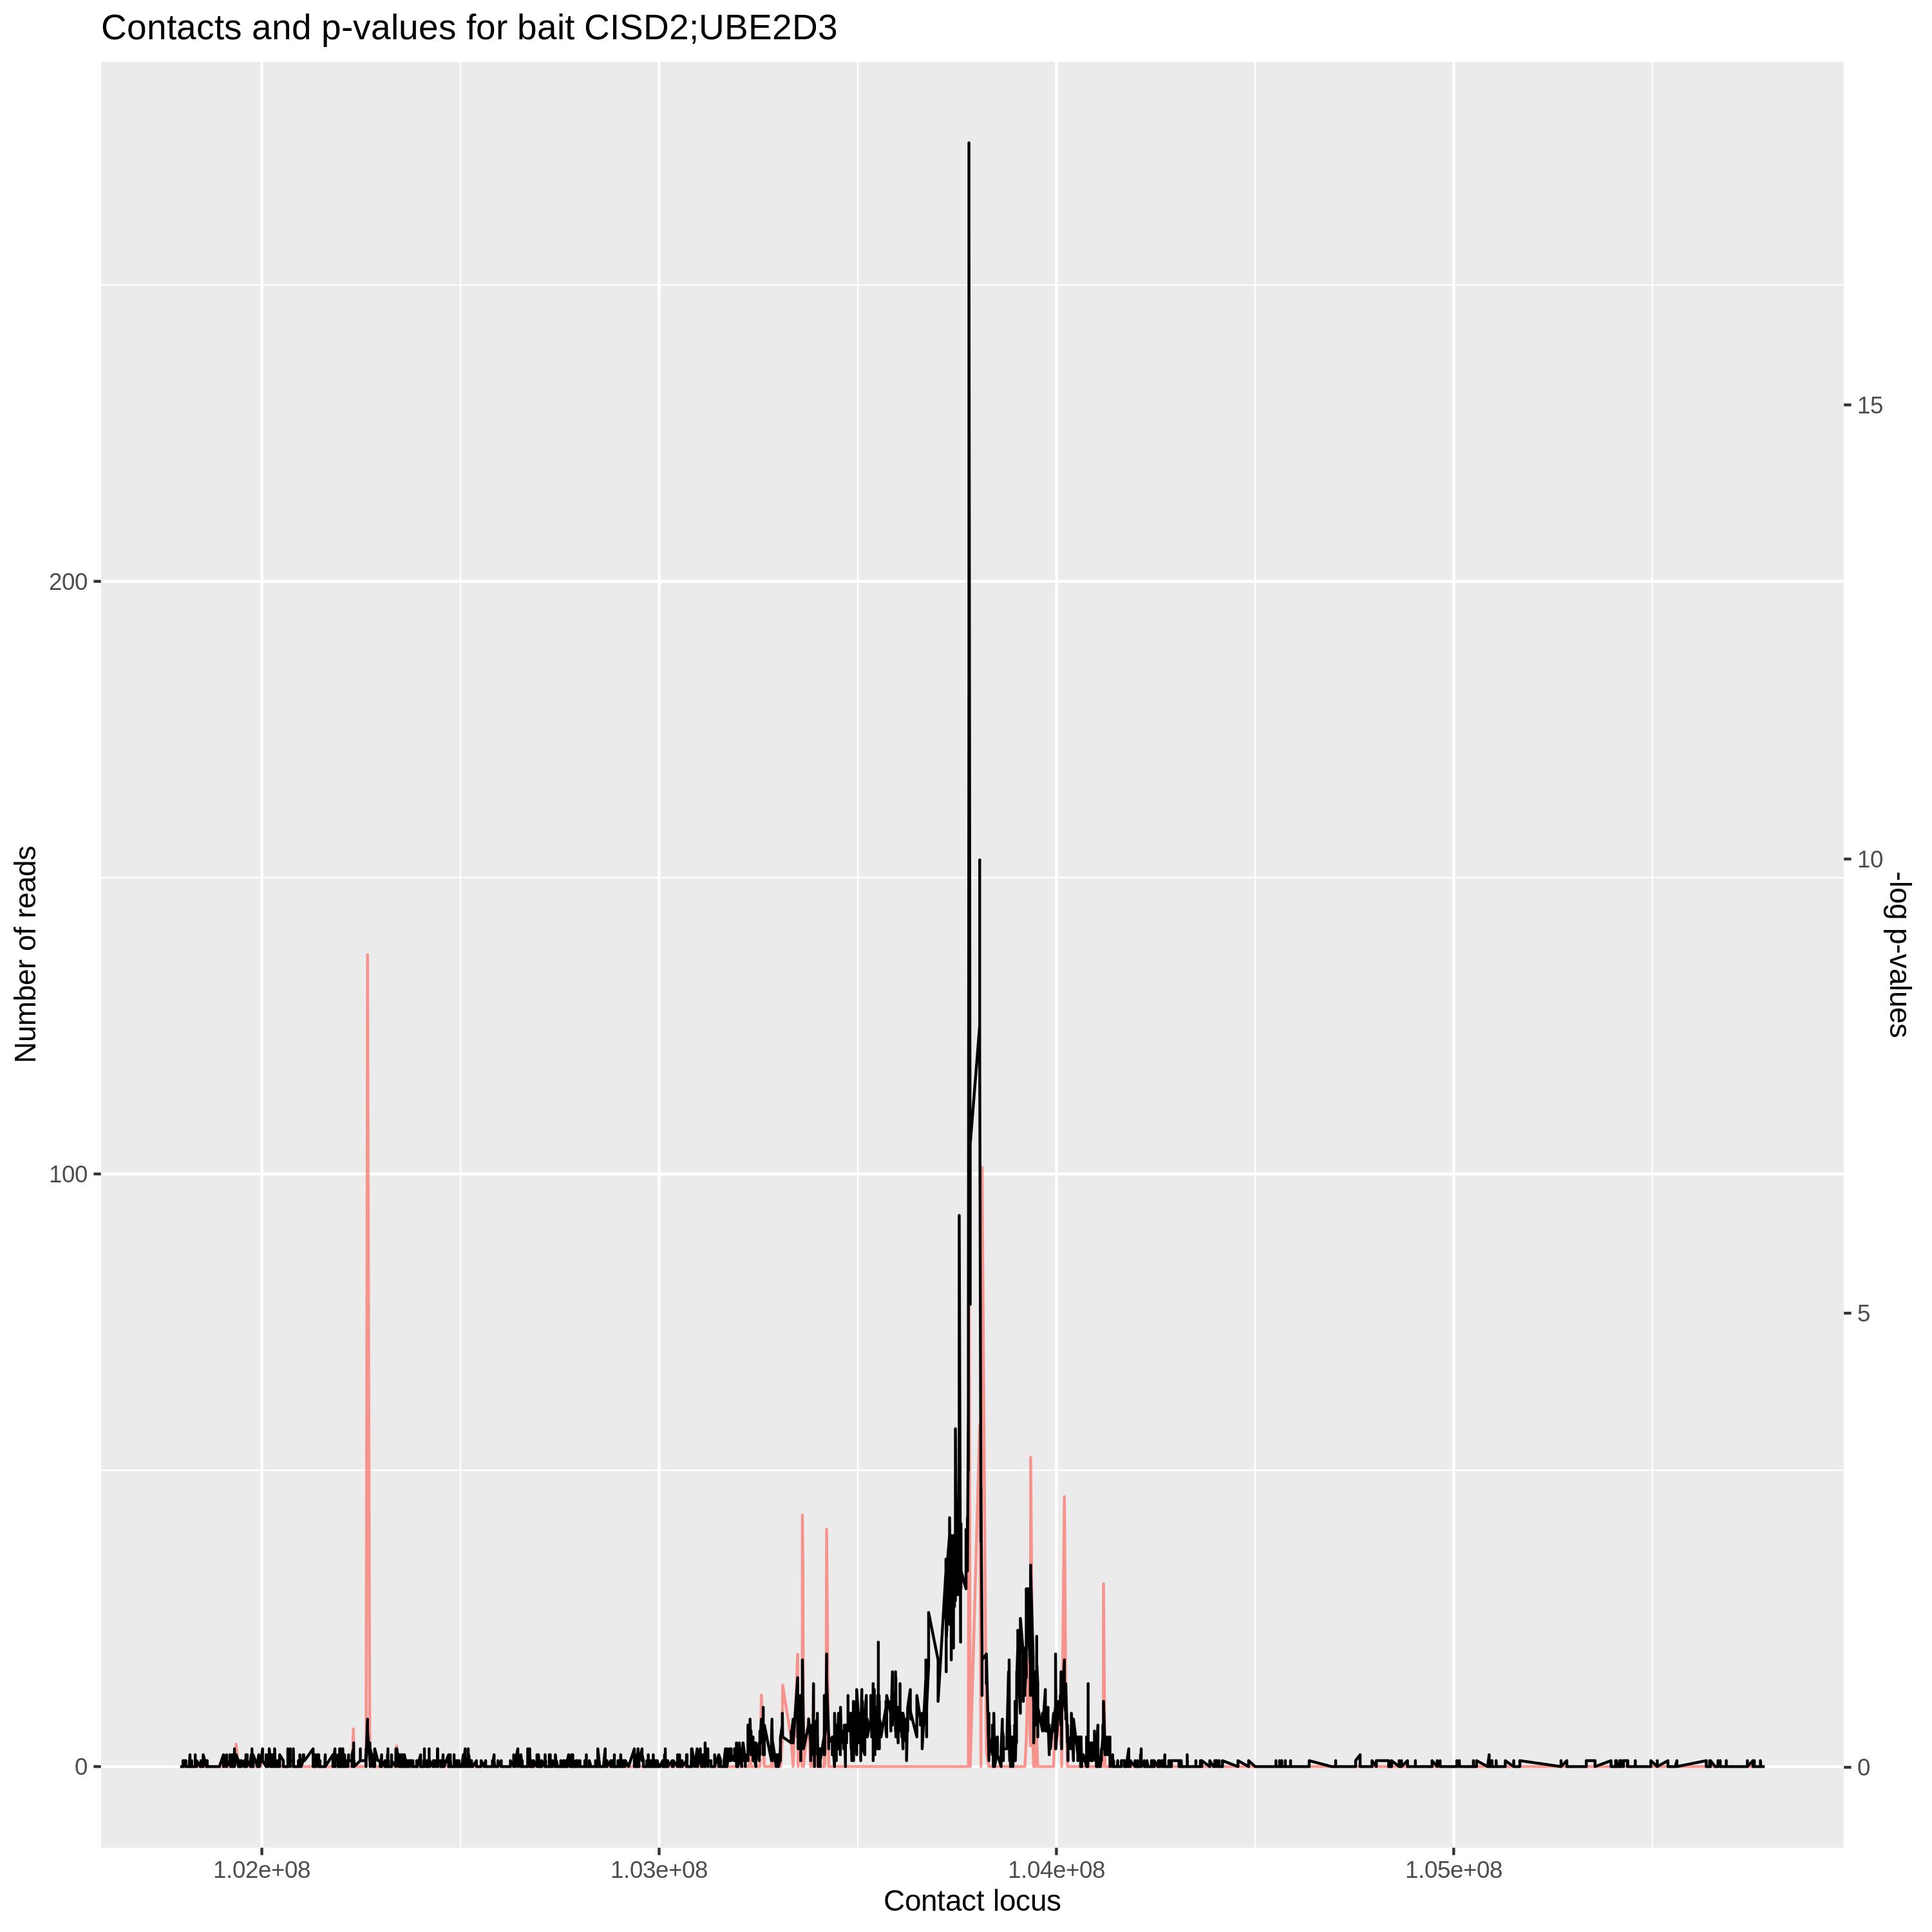 Contacts and p-values for bait CISD2;UBE2D3
Number of reads
200
100
0
15
10
5
0
-log p-values
1.02e+08 1.03e+08 1.04e+08 1.05e+08
Contact locus